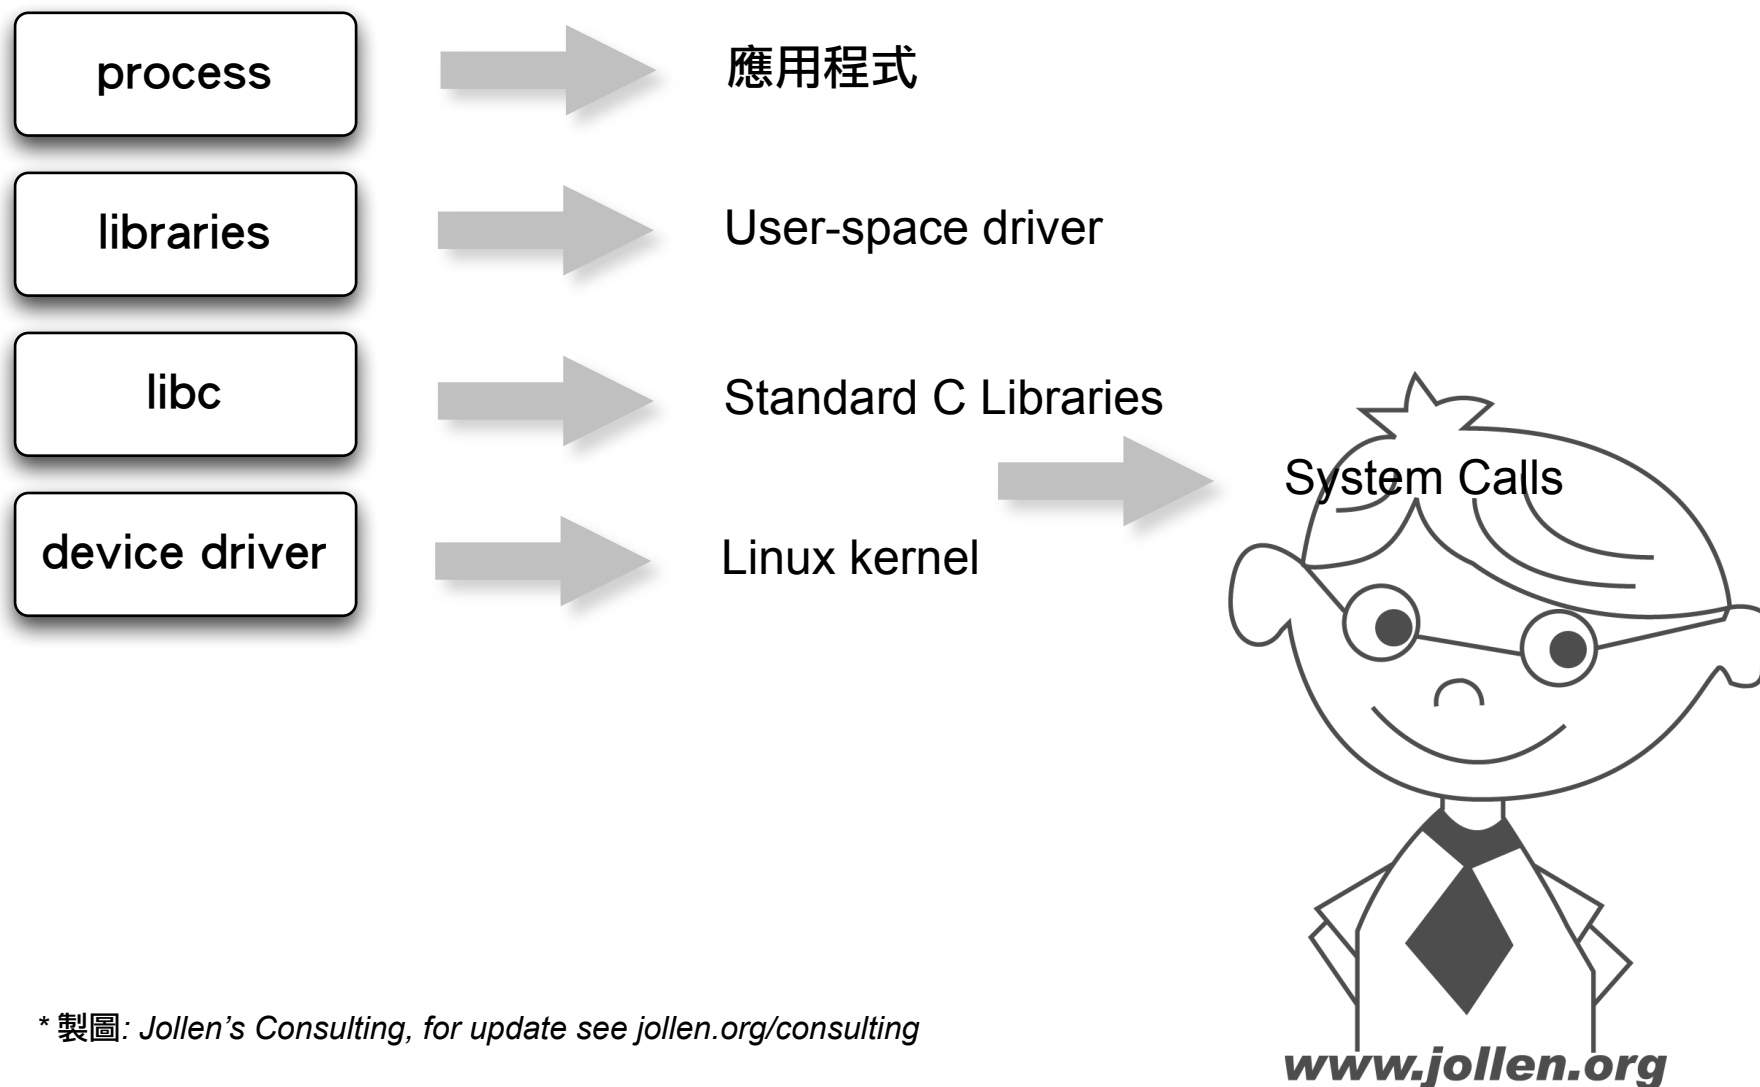 process
應用程式
libraries
User-space driver
libc
Standard C Libraries
System Calls
device driver
Linux kernel
* 製圖: Jollen's Consulting, for update see jollen.org/consulting
www.jollen.org